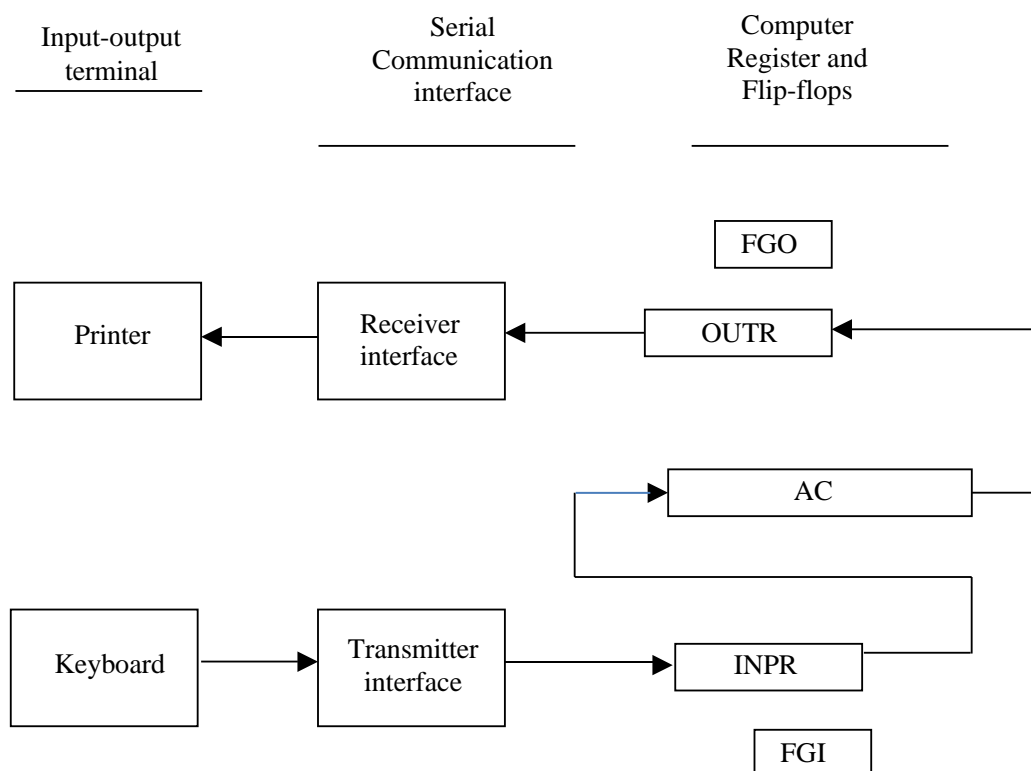 Input-output
terminal
Serial
Communication
interface
Computer
Register and
Flip-flops
FGO
Printer
Receiver
interface
OUTR
AC
Keyboard
Transmitter
interface
INPR
FGI